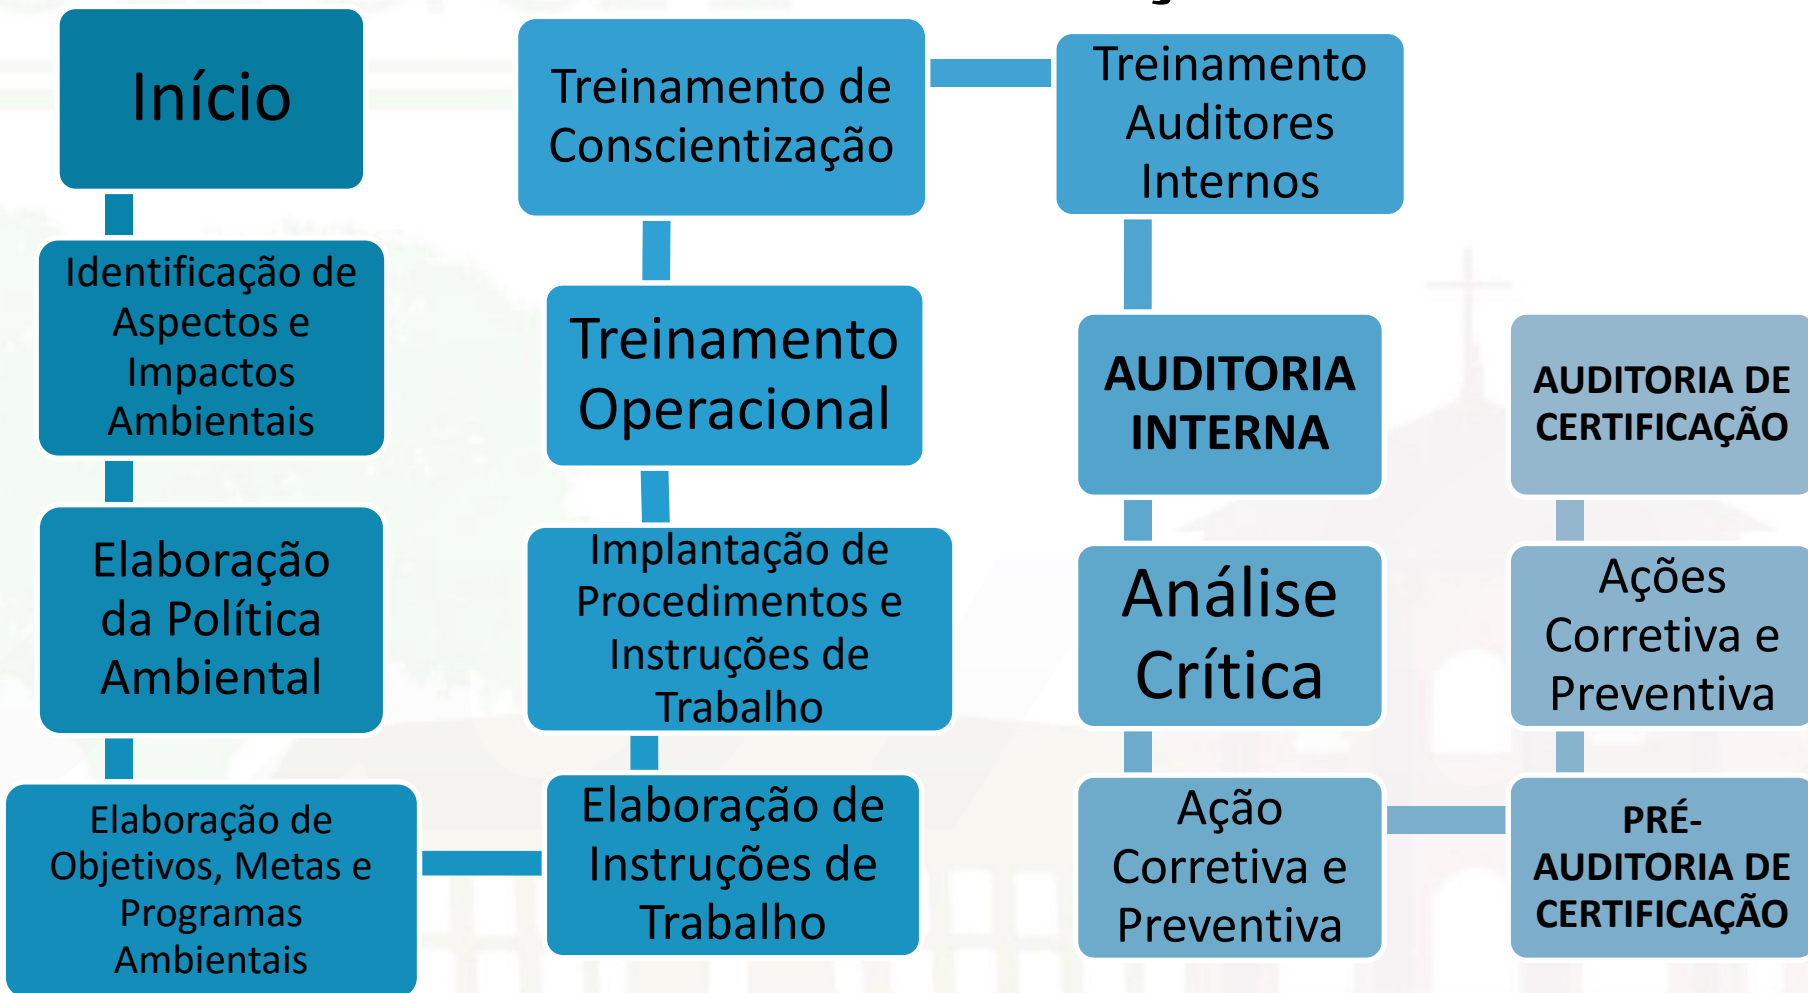 Início
Identificação de
Aspectos e
Impactos
Ambientais
Elaboração
da Política
Ambiental
Elaboração de
Objetivos, Metas e
Programas
Ambientais
Elaboração de
Instruções de
Trabalho
Implantação de
Procedimentos e
Instruções de
Trabalho
Treinamento
Operacional
Treinamento de
Conscientização
Treinamento
Auditores
Internos
AUDITORIA
INTERNA
Análise
Crítica
Ação
Corretiva e
Preventiva
PRÉ-
AUDITORIA DE
CERTIFICAÇÃO
Ações
Corretiva e
Preventiva
AUDITORIA DE
CERTIFICAÇÃO